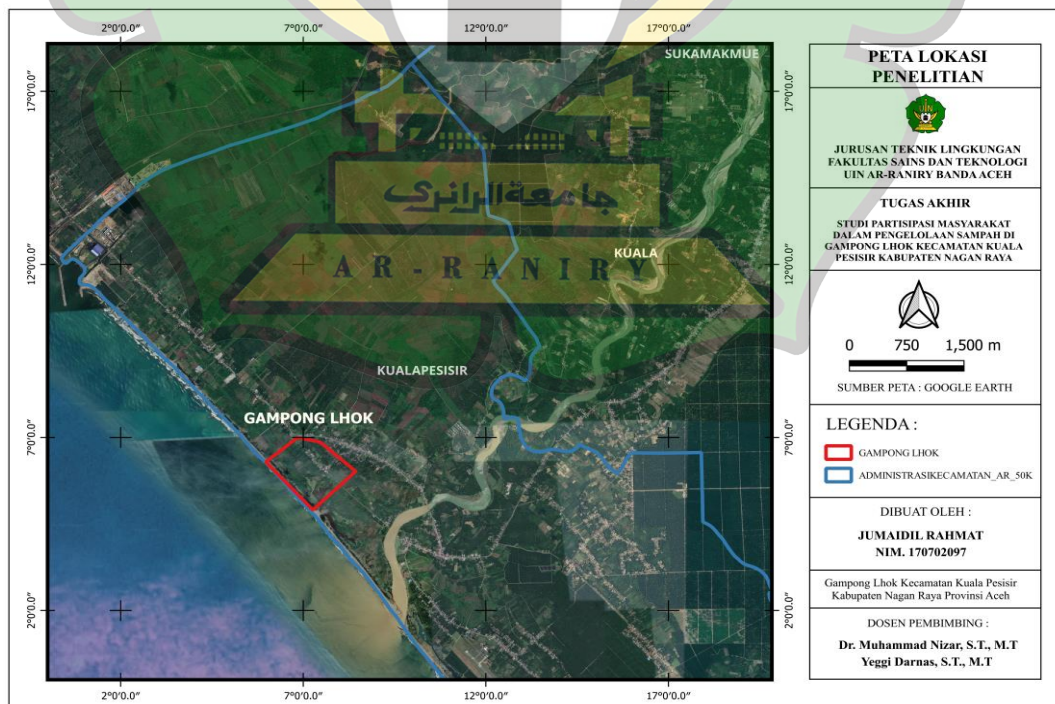 2°0'0.0"
7°0'0.0"
12°0'0.0"
17°0'0.0"
17°0'0.0"
12°0'0.0"
7°0'0.0"
2°0'0.0"
SUKAMAKMUE
جامعة الرانري
AR-RANIRY
KUALA
KUALAPESISIR
GAMPONG LHOK
17°0'0.0"
12°0'0.0"
7°0'0.0"
2°0'0.0"
2°0'0.0"
7°0'0.0"
12°0'0.0"
17°0'0.0"
PETA LOKASI
PENELITIAN
UIN
JURUSAN TEKNIK LINGKUNGAN
FAKULTAS SAINS DAN TEKNOLOGI
UIN AR-RANIRY BANDA ACEH
TUGAS AKHIR
STUDI PARTISIPASI MASYARAKAT
DALAM PENGELOLAAN SAMPAH DI
GAMPONG LHOK KECAMATAN KUALA
PESISIR KABUPATEN NAGAN RAYA
0 750 1,500 m
SUMBER PETA : GOOGLE EARTH
LEGENDA :
GAMPONG LHOK
ADMINISTRASIKECAMATAN_AR_50K
DIBUAT OLEH :
JUMAIDIL RAHMAT
NIM. 170702097
Gampong Lhok Kecamatan Kuala Pesisir
Kabupaten Nagan Raya Provinsi Aceh
DOSEN PEMBIMBING :
Dr. Muhammad Nizar, S.T., M.T
Yeggi Darnas, S.T., M.T